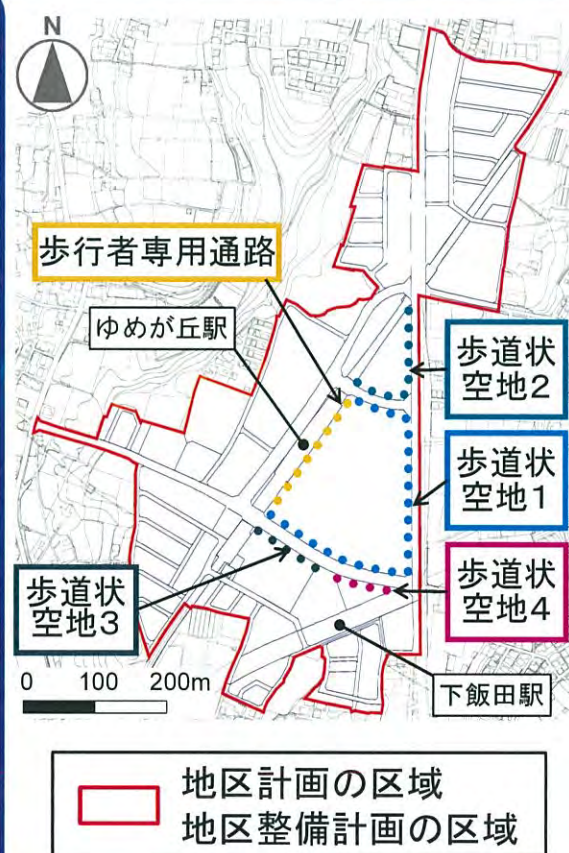 N
歩行者専用通路
ゆめが丘駅
歩道状
空地2
歩道状
空地1
歩道状
空地3
歩道状
空地4
0 100 200m
下飯田駅
地区計画の区域
地区整備計画の区域